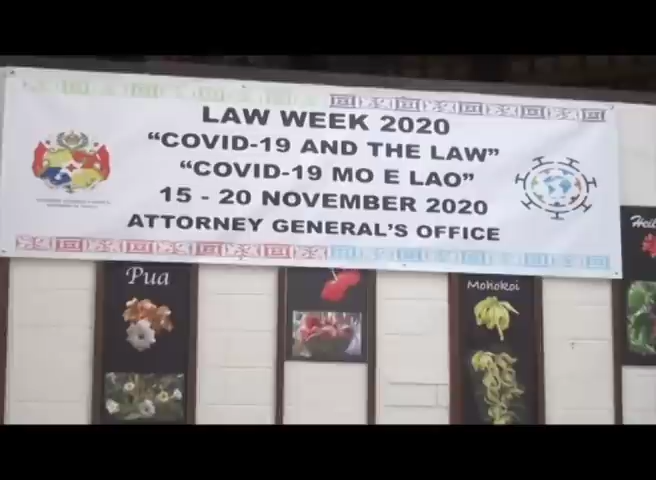 LAW WEEK 2020
“COVID-19 AND THE LAW”
“COVID-19 MO E LAO”
15 - 20 NOVEMBER 2020
ATTORNEY GENERAL’S OFFICE
Pua
Mohokoi